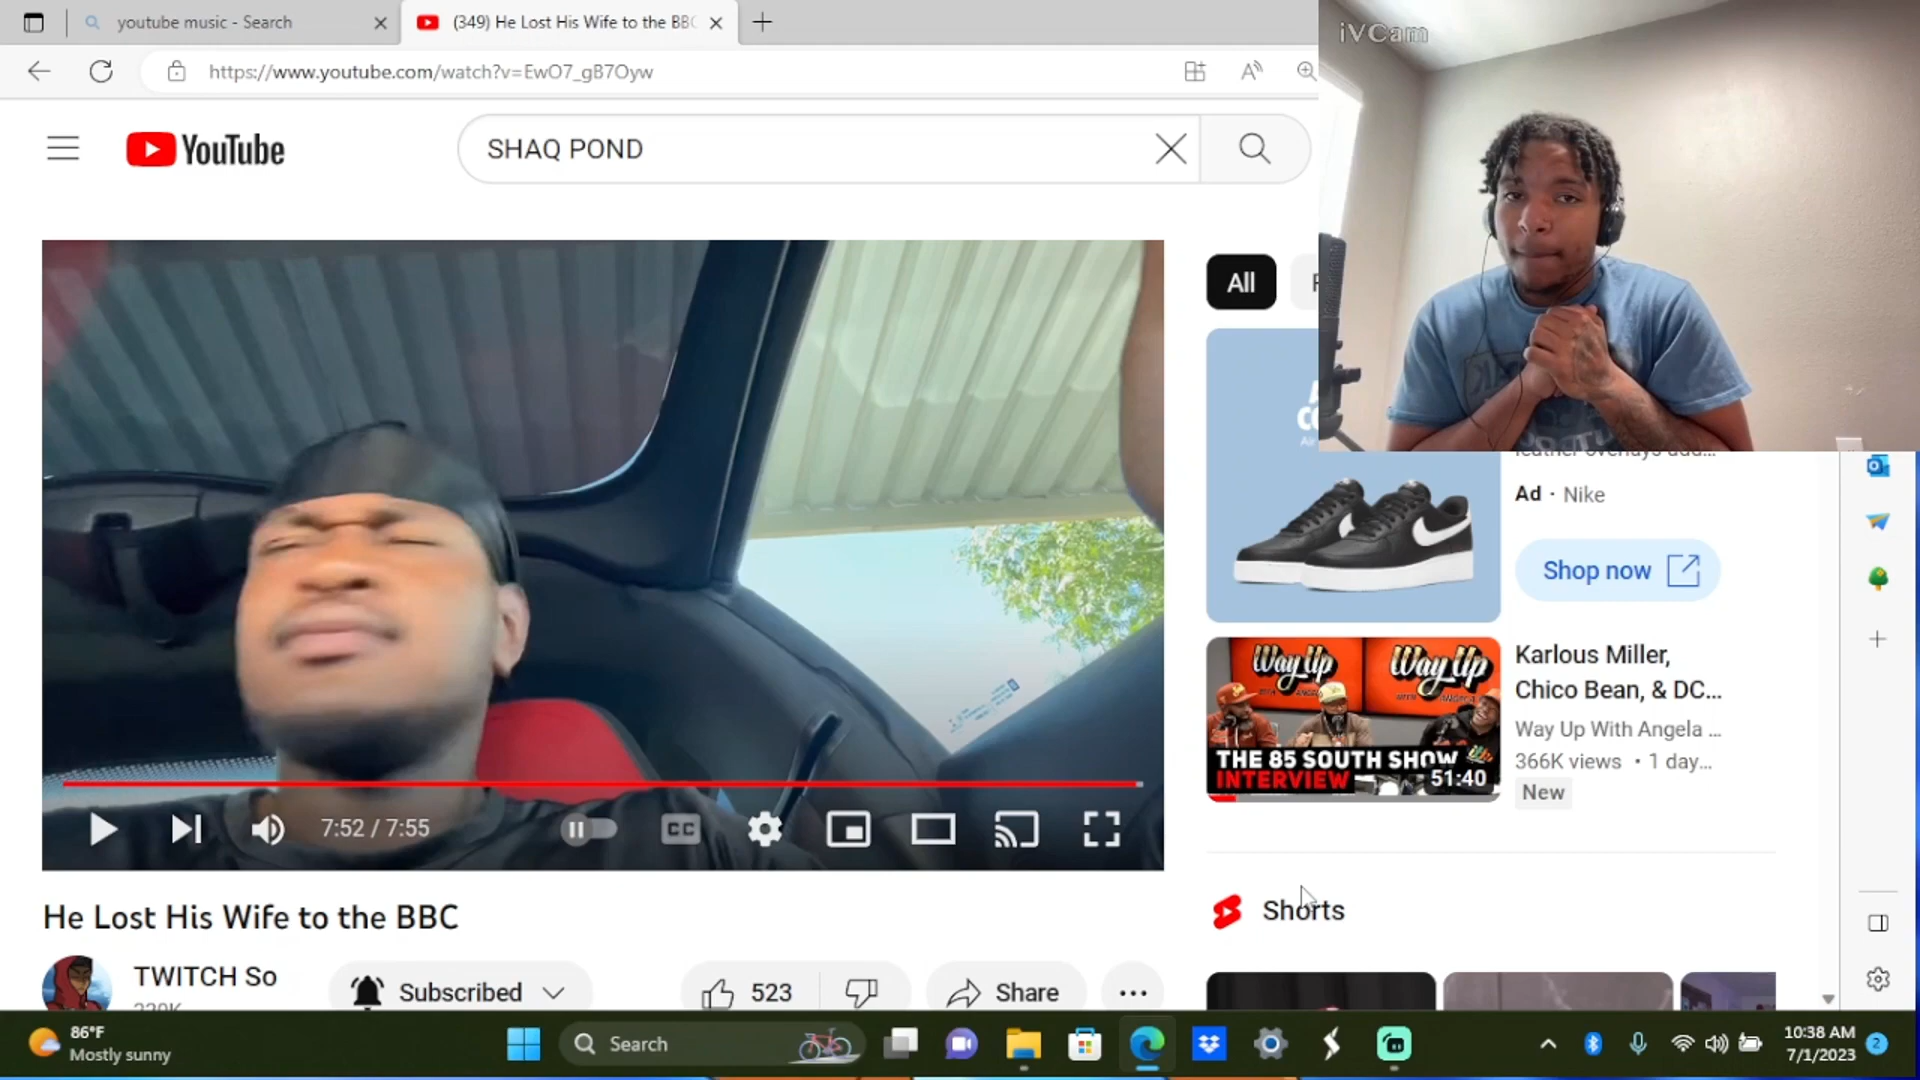 youtube music - Search
(349) He Lost His Wife to the BBC
https://www.youtube.com/watch?v=EwO7_gB7Oyw
iVCam
YouTube
SHAQ POND
All
7:52 / 7:55
CC
He Lost His Wife to the BBC
TWITCH So
Subscribed
523
Share
Ad · Nike
Shop now
Way Up
Way Up
THE 85 SOUTH SHOW
INTERVIEW
51:40
Karlous Miller,
Chico Bean, & DC...
Way Up With Angela ...
366K views • 1 day...
New
Shorts
86°F
Mostly sunny
Search
10:38 AM
7/1/2023
2